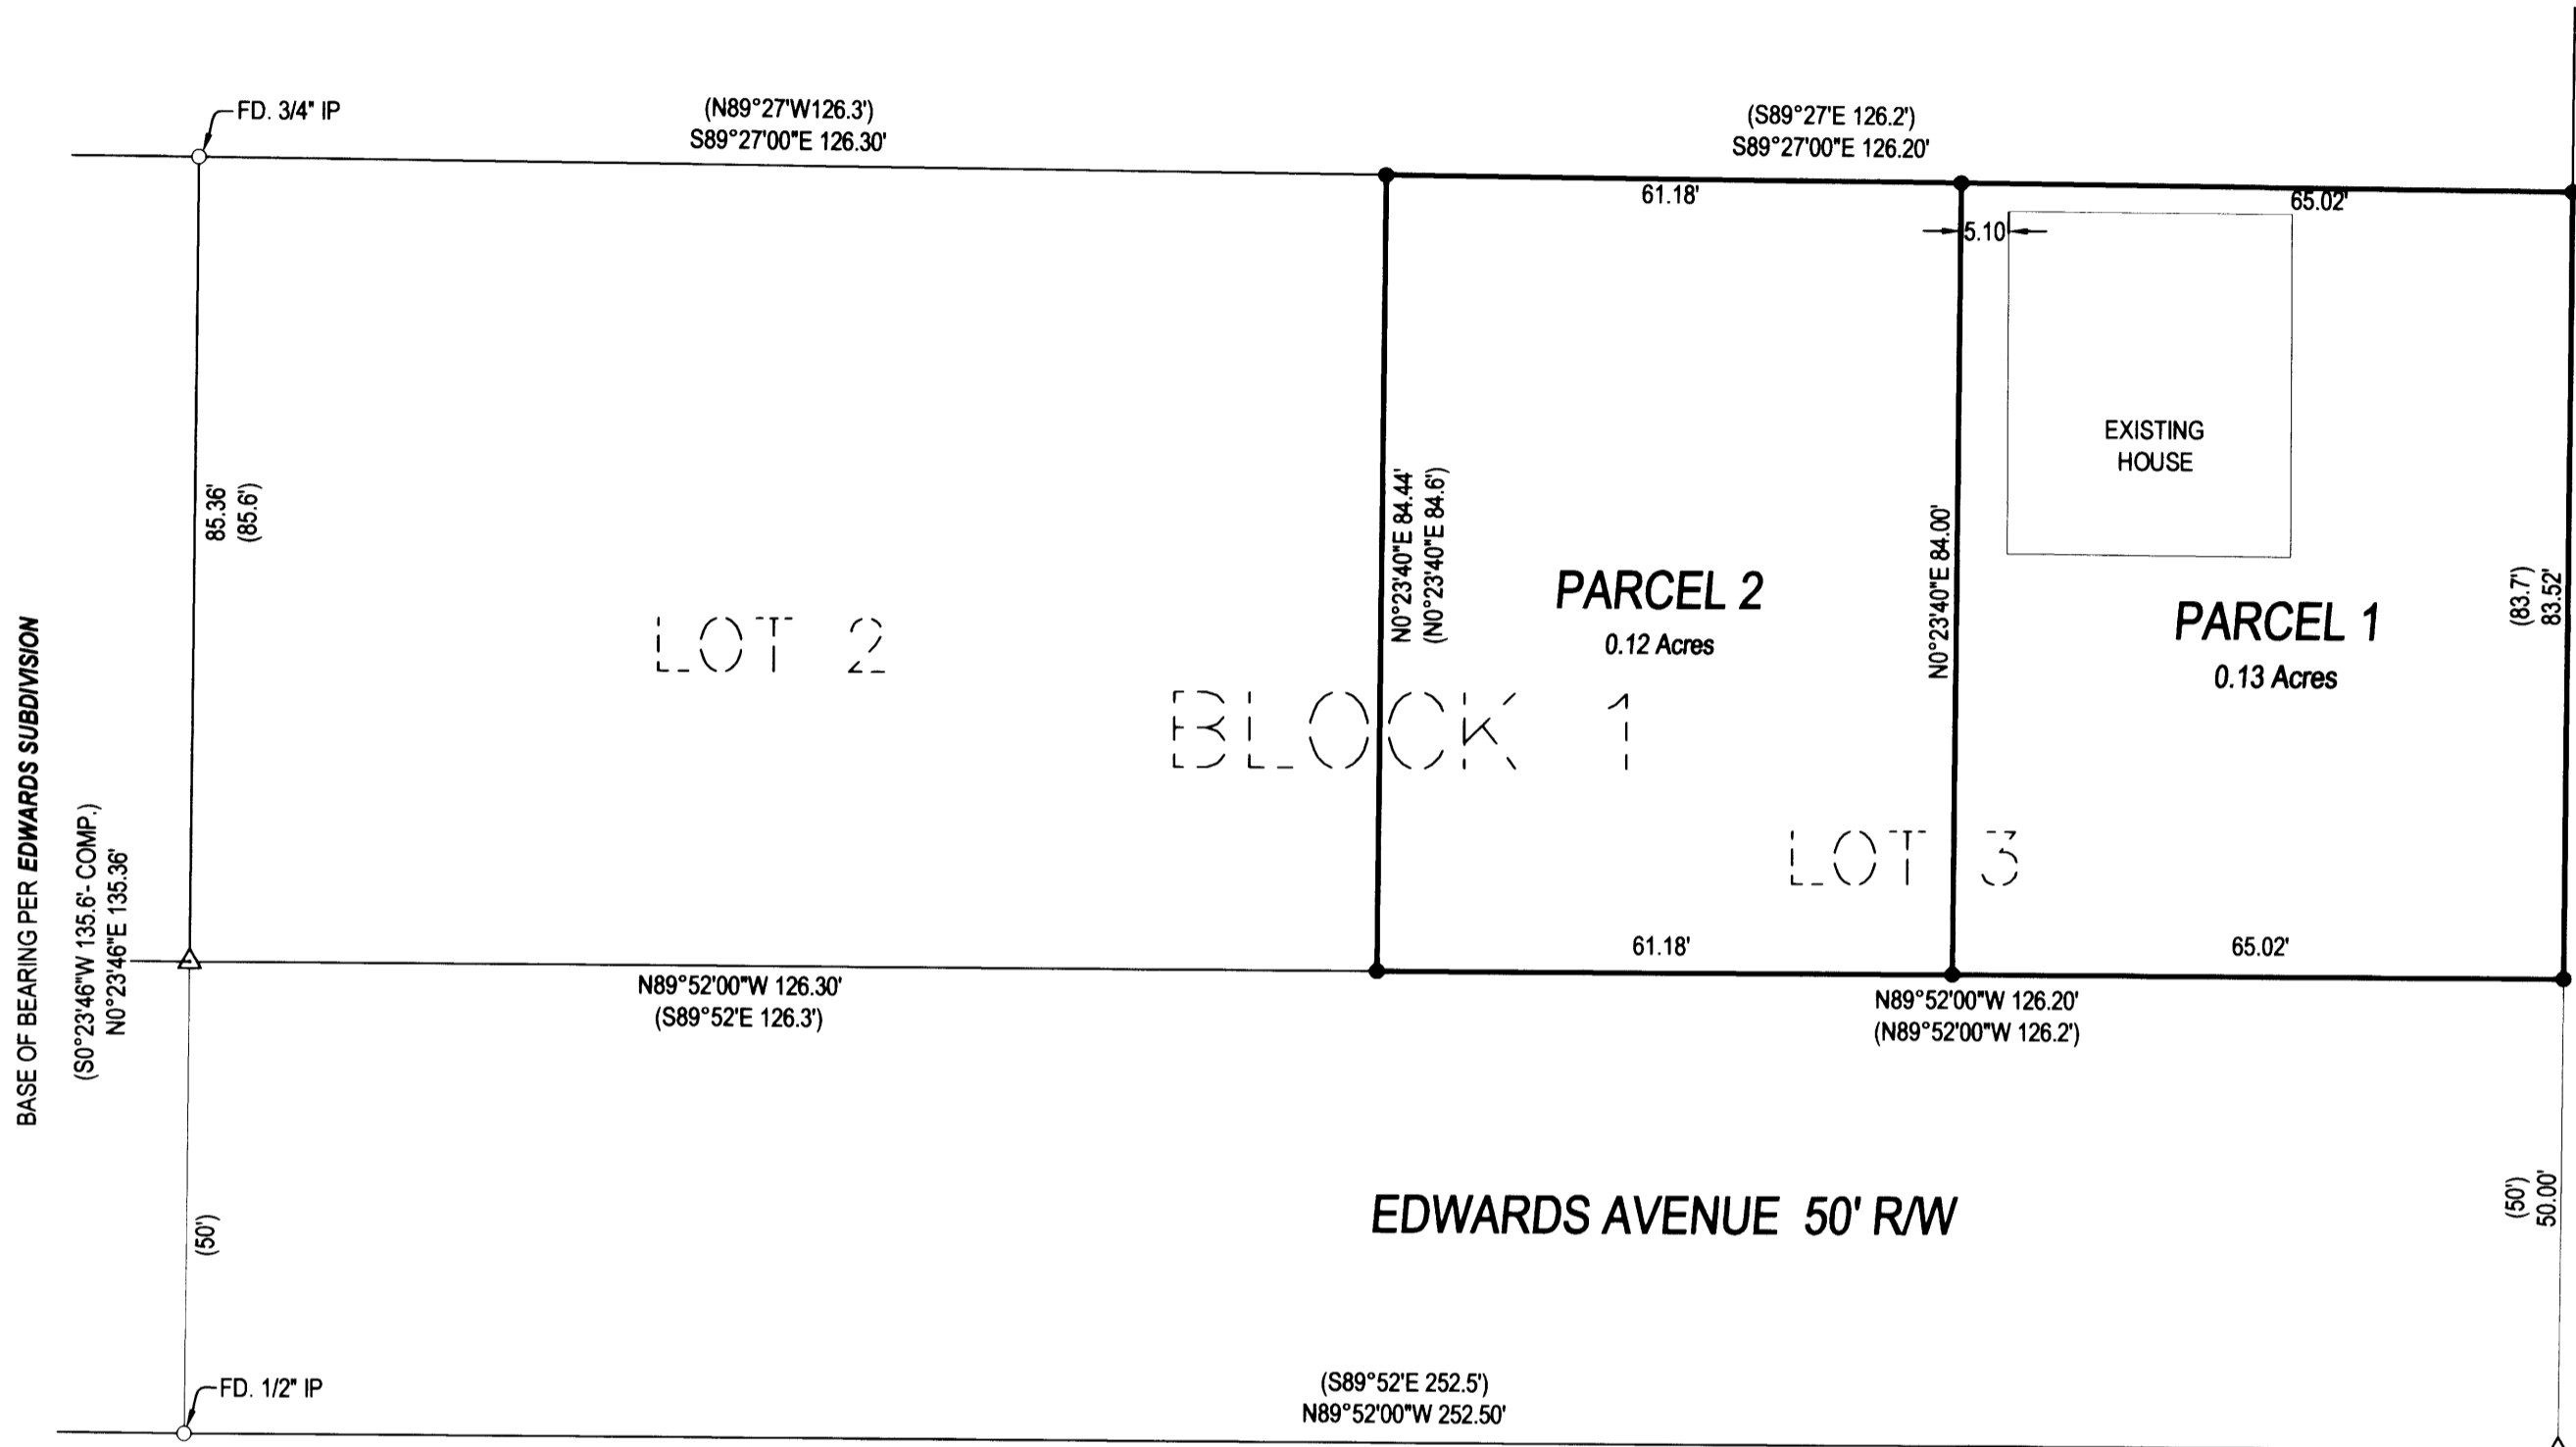 FD. 3/4" IP
(N89°27'W126.3')
S89°27'00"E 126.30'
(S89°27'E 126.2')
S89°27'00"E 126.20'
61.18'
65.02'
5.10
EXISTING
HOUSE
85.36'
(85.6')
N0°23'40"E 84.44'
(N0°23'40"E 84.6')
N0°23'40"E 84.00'
(83.7')
83.52'
PARCEL 2
0.12 Acres
PARCEL 1
0.13 Acres
LOT 2
BLOCK 1
LOT 3
BASE OF BEARING PER EDWARDS SUBDIVISION
(S0°23'46"W 135.6'- COMP.)
N0°23'46"E 135.36'
61.18'
65.02'
N89°52'00"W 126.30'
(S89°52'E 126.3')
N89°52'00"W 126.20'
(N89°52'00"W 126.2')
(50')
EDWARDS AVENUE 50' R/W
(50')
50.00'
FD. 1/2" IP
(S89°52'E 252.5')
N89°52'00"W 252.50'